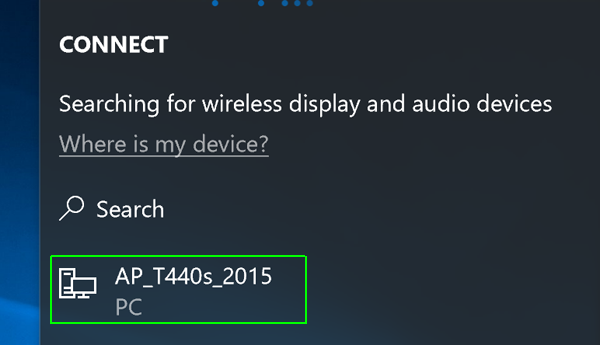 CONNECT
Searching for wireless display and audio devices
Where is my device?
Search
AP_T440s_2015
PC